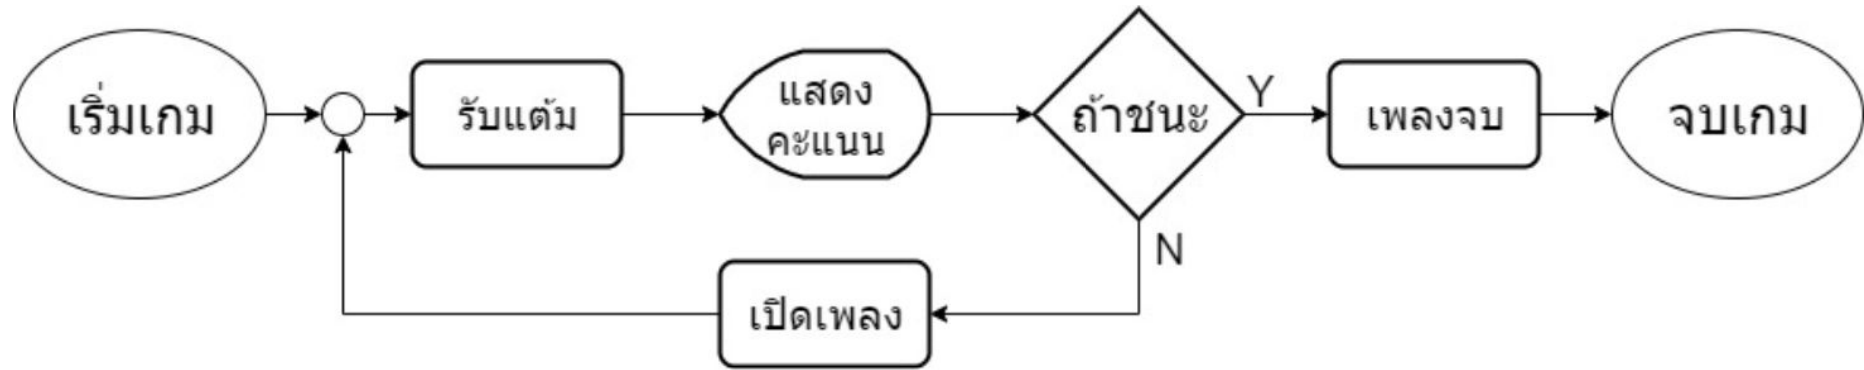 เริ่มเกม
รับแต้ม
แสดง
คะแนน
ถ้าชนะ
Y
เพลงจบ
จบเกม
N
เปิดเพลง